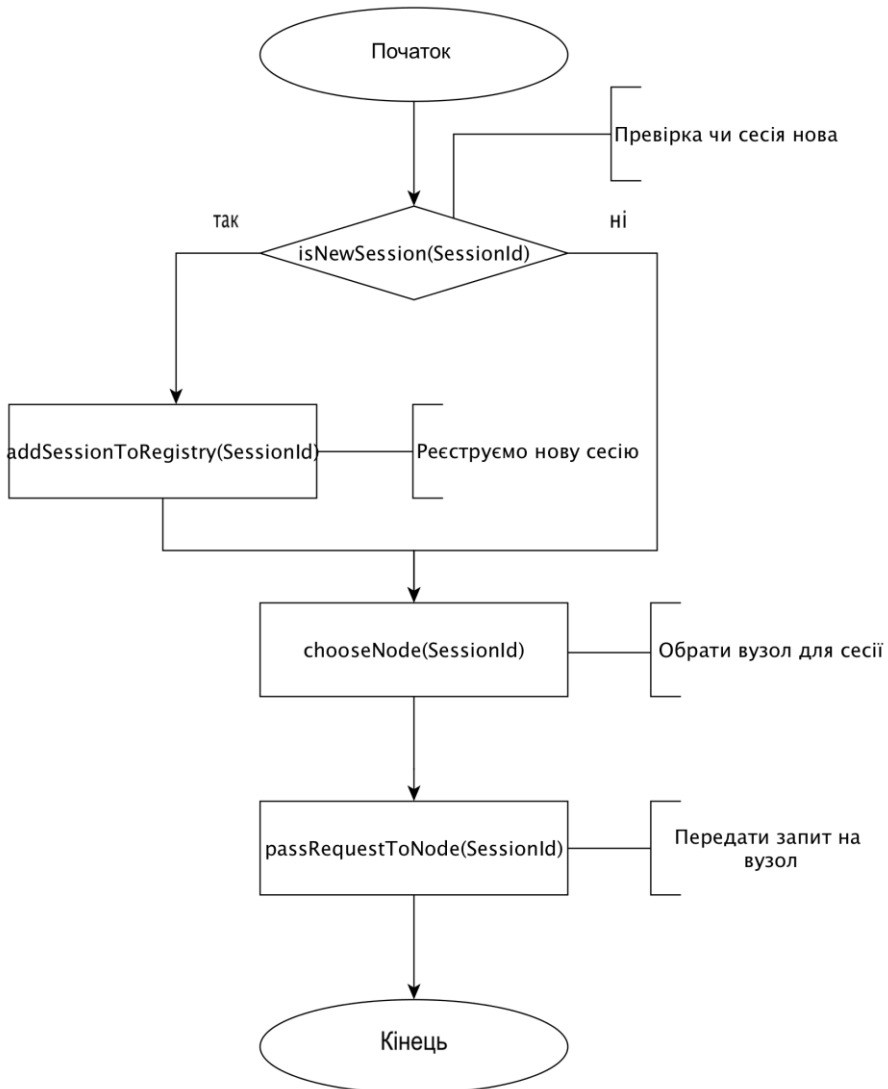 Початок
Превірка чи сесія нова
так
ні
isNewSession(SessionId)
addSessionToRegistry(SessionId)
Реєструємо нову сесію
chooseNode(SessionId)
Обрати вузол для сесії
passRequestToNode(SessionId)
Передати запит на
вузол
Кінець